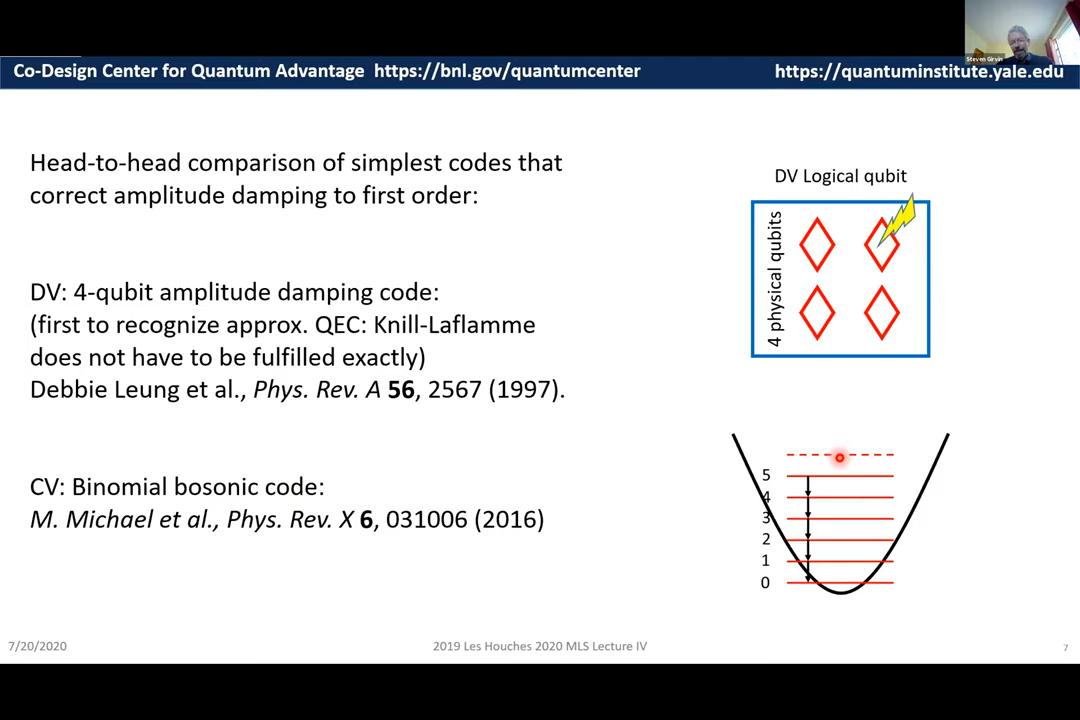 Steven Girvin
Co-Design Center for Quantum Advantage https://bnl.gov/quantumcenter
https://quantuminstitute.yale.edu
Head-to-head comparison of simplest codes that
correct amplitude damping to first order:
DV: 4-qubit amplitude damping code:
(first to recognize approx. QEC: Knill-Laflamme
does not have to be fulfilled exactly)
Debbie Leung et al., Phys. Rev. A 56, 2567 (1997).
CV: Binomial bosonic code:
M. Michael et al., Phys. Rev. X 6, 031006 (2016)
DV Logical qubit
4 physical qubits
5
4
3
2
1
0
7/20/2020
2019 Les Houches 2020 MLS Lecture IV
7